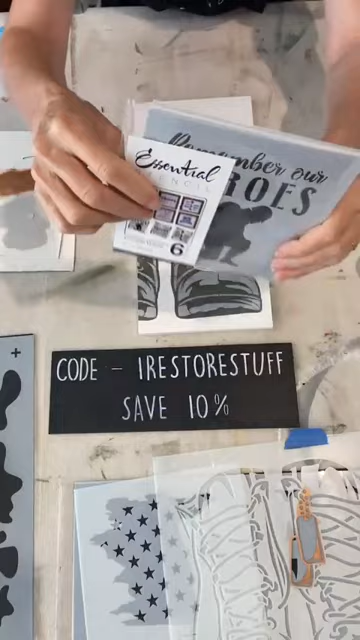 Essential
STENCIL
Remember our
HEROES
6
CODE - IRESTORESTUFF
SAVE 10%